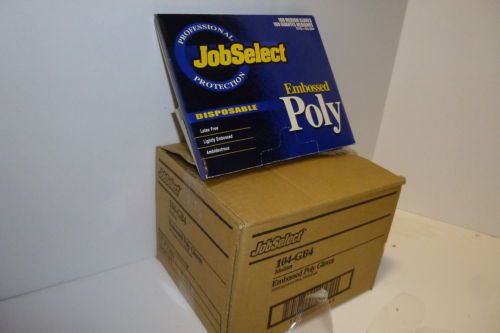 100 MEDIUM GLOVES
PROFESSIONAL
JobSelect
PROTECTION
DISPOSABLE
Embossed
Poly
Latex Free
Lightly Embossed
Ambidextrous
JobSelect
104-GB4
Medium
Embossed Poly Gloves